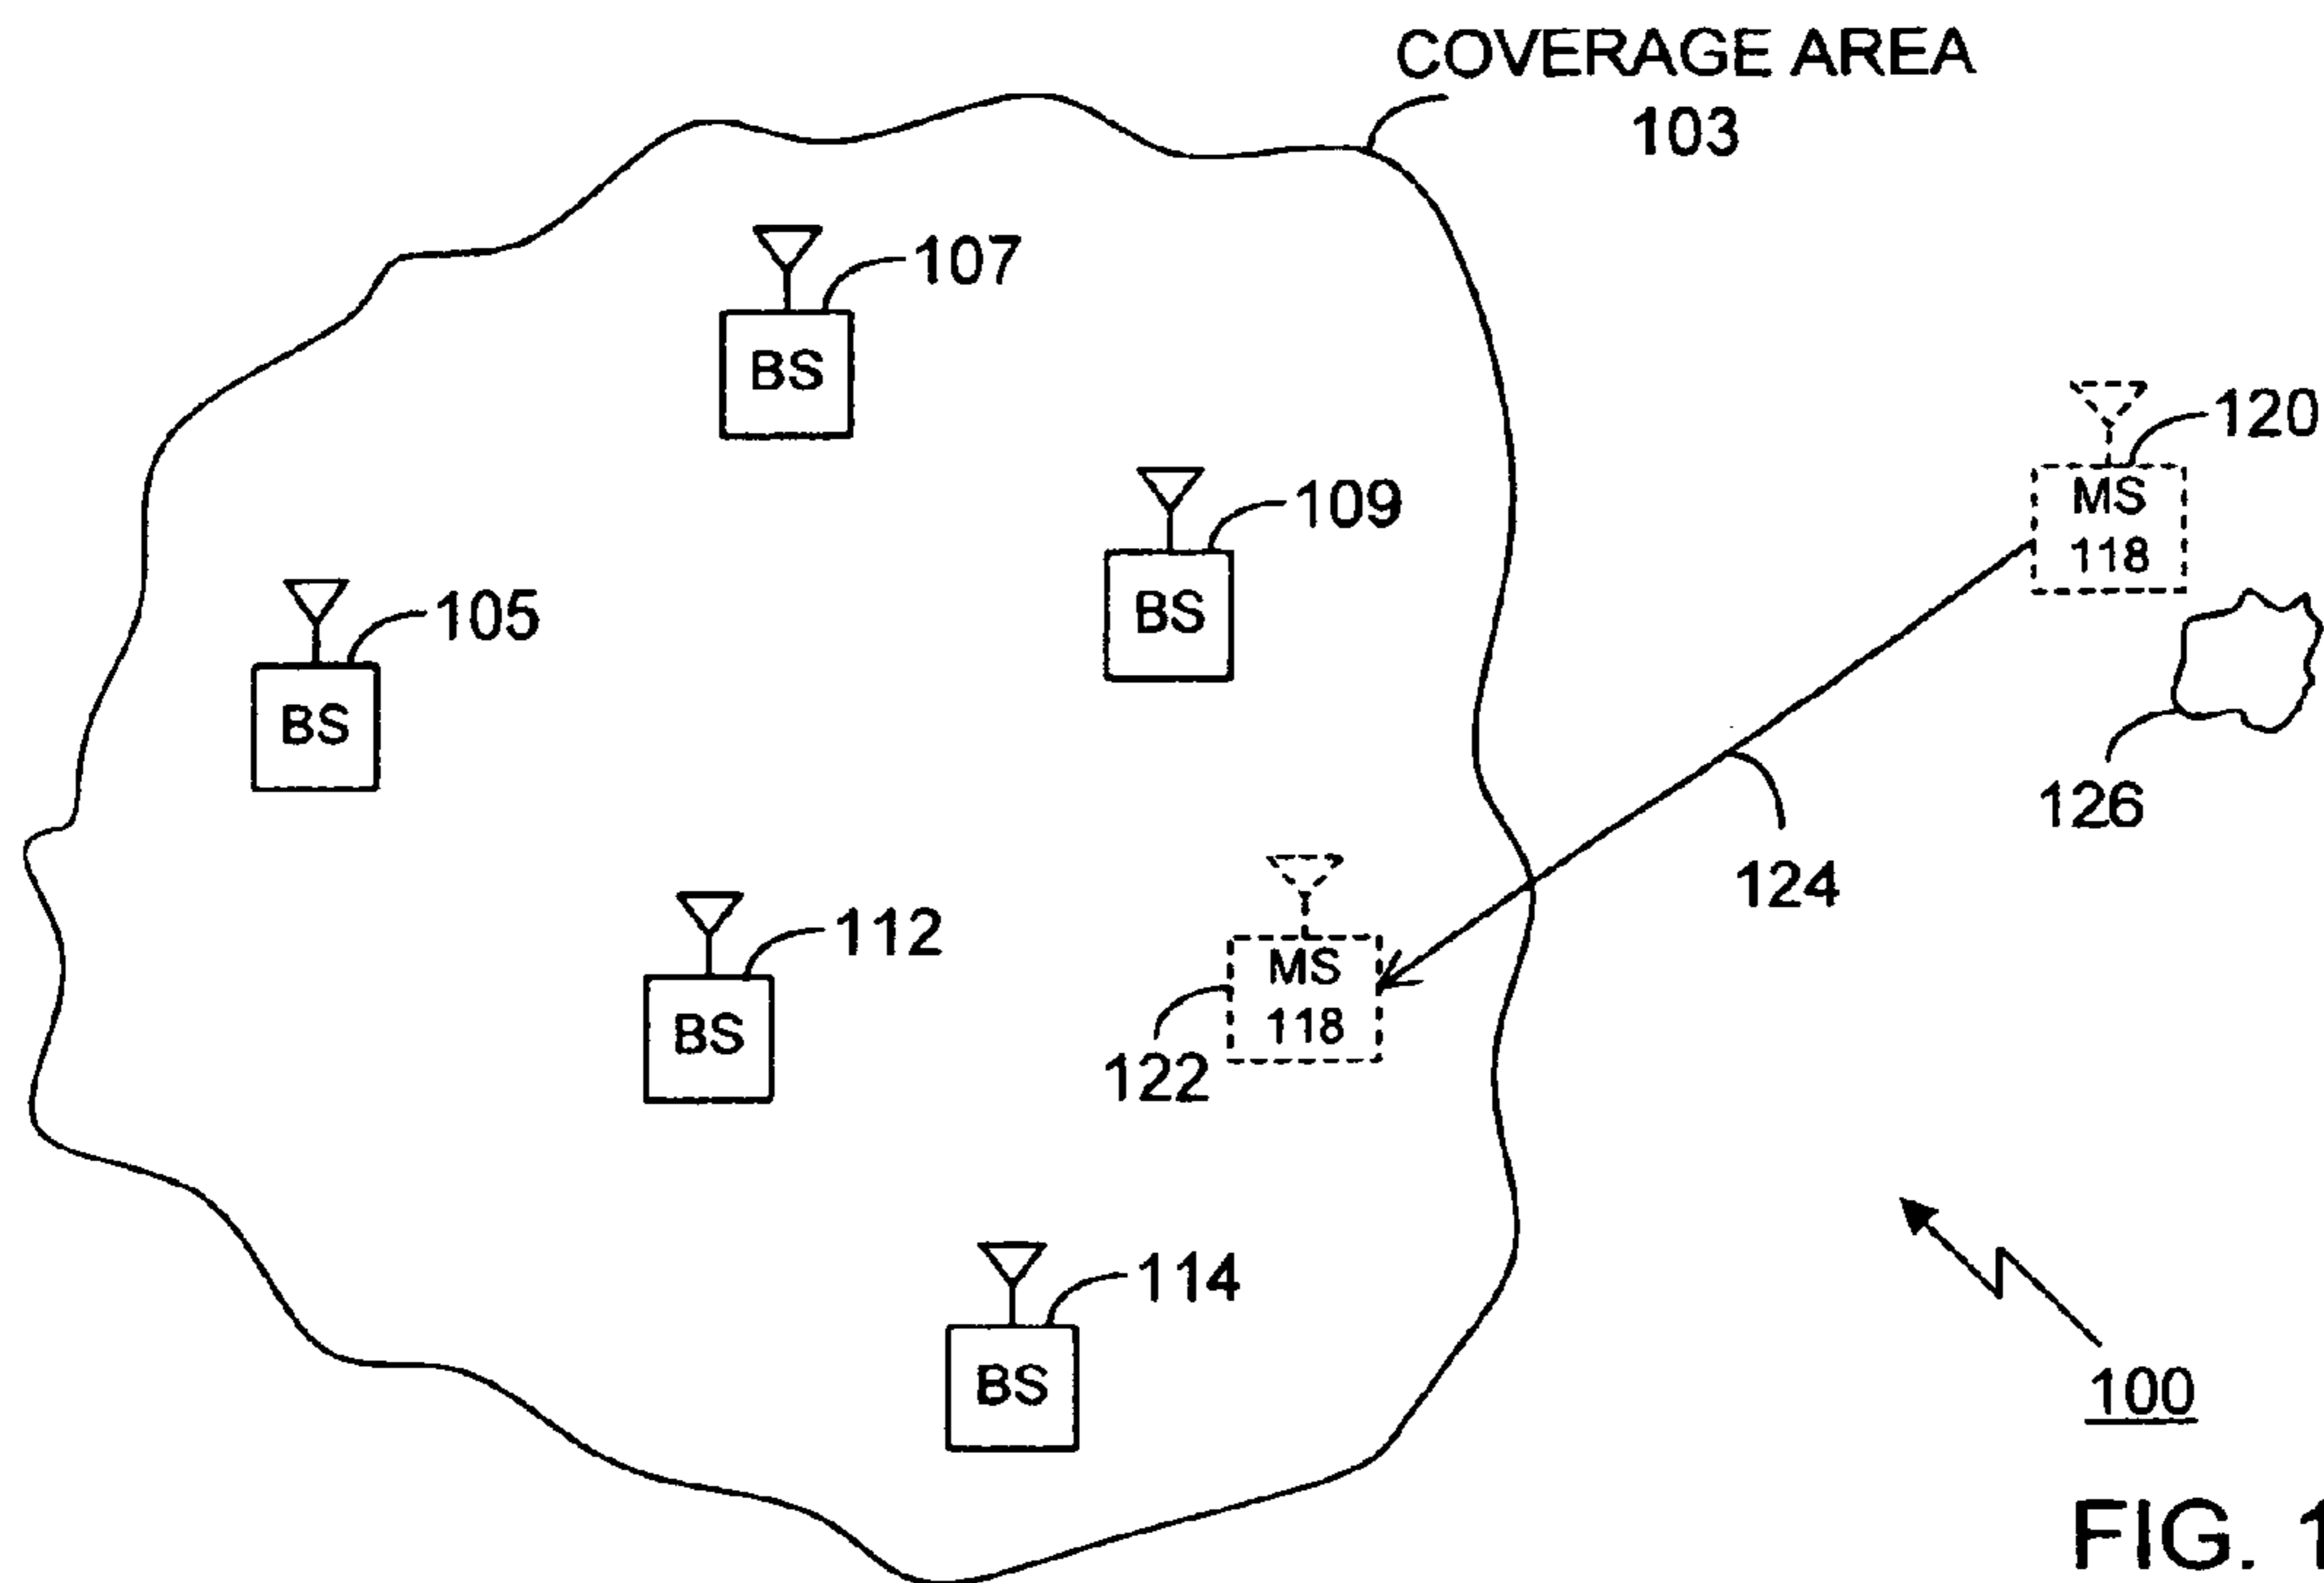 COVERAGE AREA
103
107
BS
120
MS
118
109
BS
105
BS
126
124
112
BS
MS
118
122
114
BS
100
FIG. 1